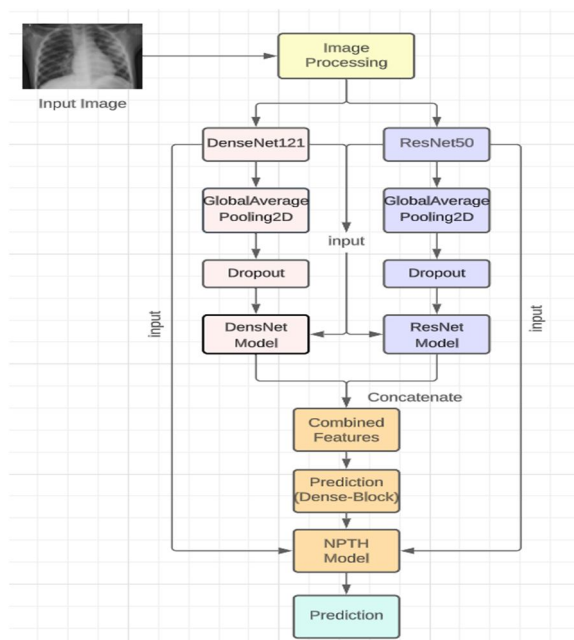 Image
Processing
Input Image
DenseNet121
ResNet50
GlobalAverage
Pooling2D
GlobalAverage
Pooling2D
input
Dropout
Dropout
input
input
DensNet
Model
ResNet
Model
Concatenate
Combined
Features
Prediction
(Dense-Block)
NPTH
Model
Prediction